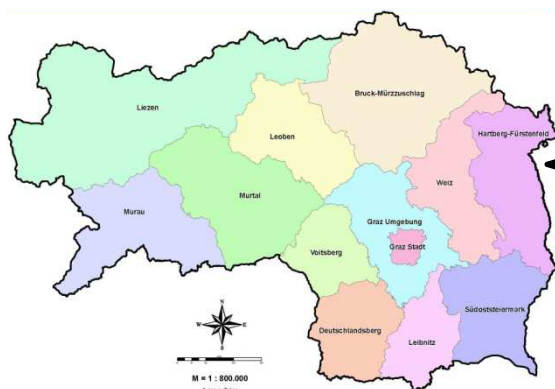 Bruck-Mürzzuschlag
Liezen
Hartberg-Fürstenfeld
Leoben
Weiz
Murtal
Murau
Graz Umgebung
Graz Stadt
Voitsberg
Südoststeiermark
N
W
E
S
Deutschlandsberg
Leibnitz
M = 1 : 800.000